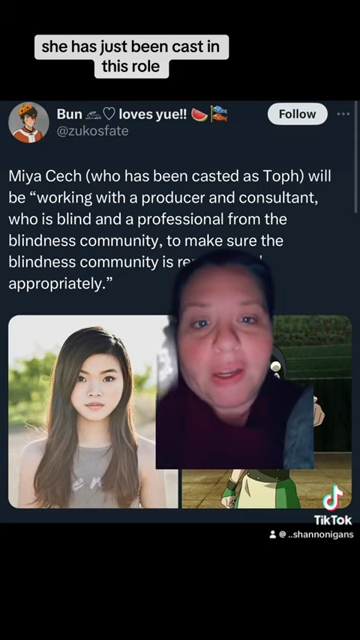 she has just been cast in
this role
Bun loves yue!!
@zukosfate
Follow
Miya Cech (who has been casted as Toph) will
be “working with a producer and consultant,
who is blind and a professional from the
blindness community, to make sure the
blindness community is
appropriately.”
TikTok
@ ..shannonigans